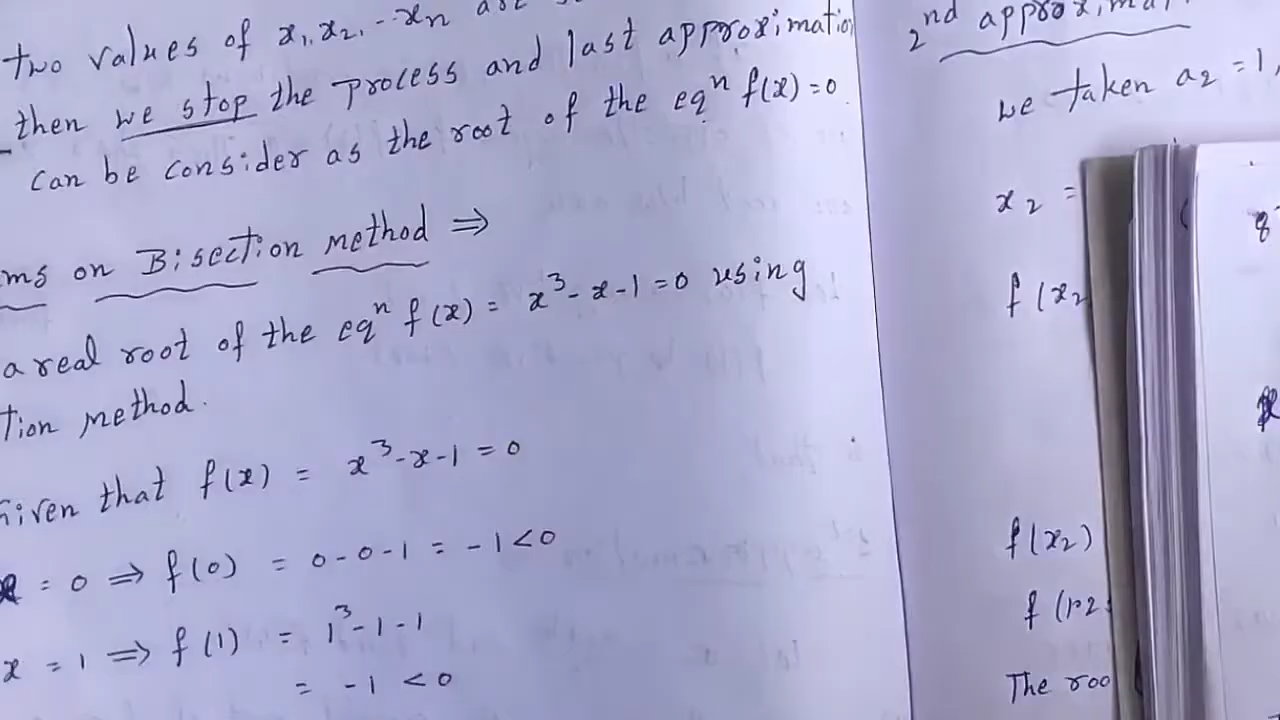 two values of x1, x2, -- xn are
then we stop the process and last approximatio
can be consider as the root of the eqⁿ f(x) = 0
ms on Bisection method ⇒
a real root of the eqⁿ f(x) = x³-x-1=0 using
tion method.
Given that f(x) = x³-x-1 = 0
x = 0 ⇒ f(0) = 0-0-1 = -1<0
x = 1 ⇒ f(1) = 1³-1-1
= -1 <0
2nd approximat
we taken a2 = 1,
x2 =
f(x2
f(x2)
f(1.2
The roo